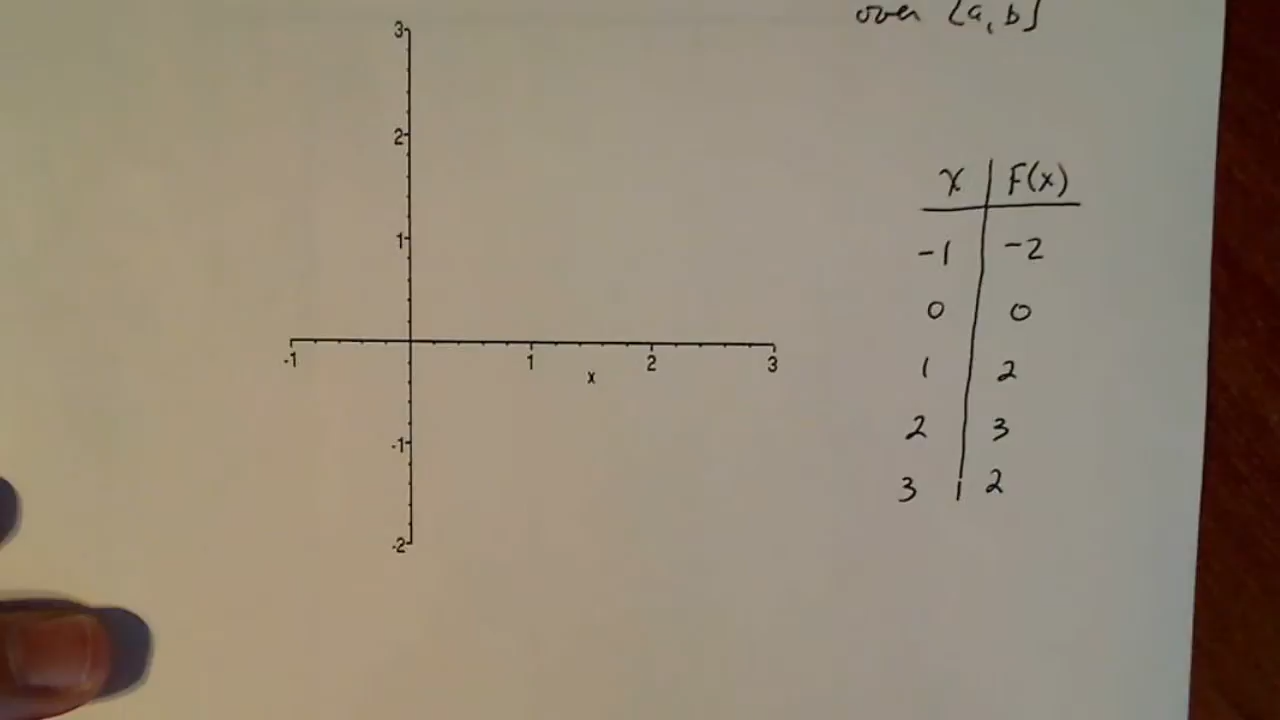 over [a, b]
3
2
1
-1 1 2 3
x
-1
-2
x F(x)
-1 -2
0 0
1 2
2 3
3 2